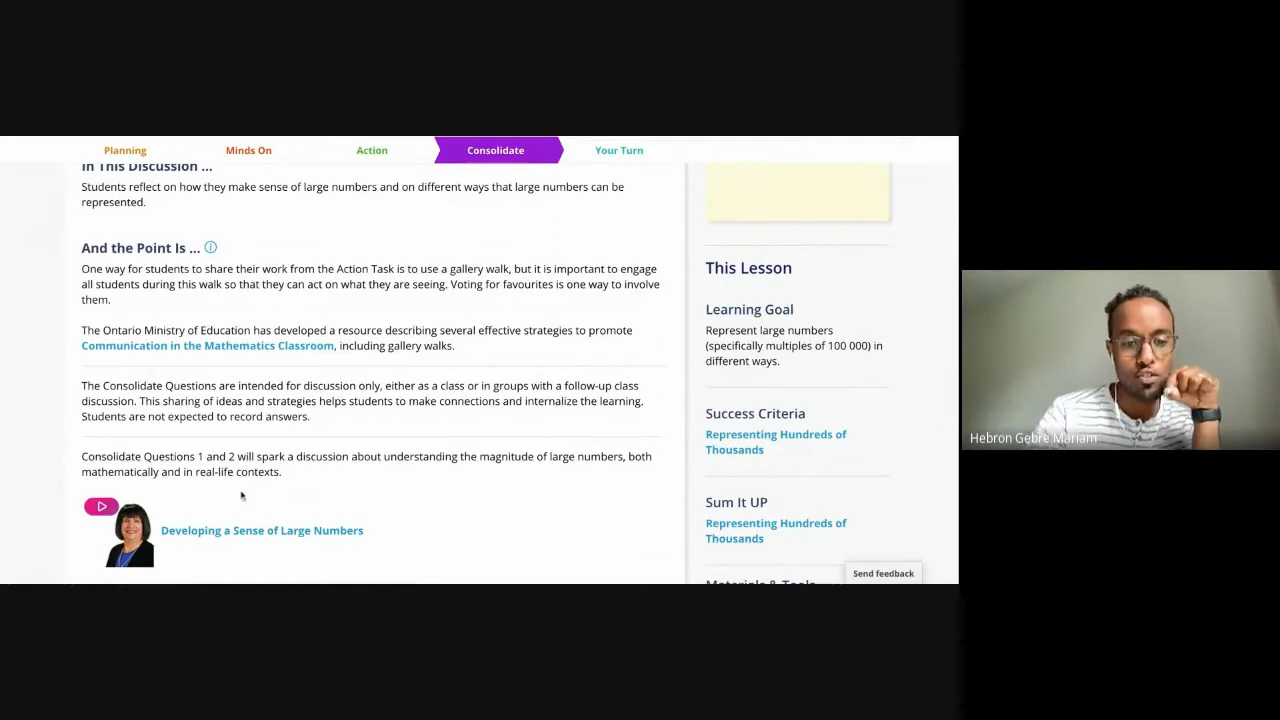 Planning
Minds On
Action
Consolidate
Your Turn
In This Discussion ...
Students reflect on how they make sense of large numbers and on different ways that large numbers can be
represented.
And the Point Is ...
One way for students to share their work from the Action Task is to use a gallery walk, but it is important to engage
all students during this walk so that they can act on what they are seeing. Voting for favourites is one way to involve
them.
The Ontario Ministry of Education has developed a resource describing several effective strategies to promote
Communication in the Mathematics Classroom, including gallery walks.
The Consolidate Questions are intended for discussion only, either as a class or in groups with a follow-up class
discussion. This sharing of ideas and strategies helps students to make connections and internalize the learning.
Students are not expected to record answers.
Consolidate Questions 1 and 2 will spark a discussion about understanding the magnitude of large numbers, both
mathematically and in real-life contexts.
Developing a Sense of Large Numbers
This Lesson
Learning Goal
Represent large numbers
(specifically multiples of 100 000) in
different ways.
Success Criteria
Representing Hundreds of
Thousands
Sum It UP
Representing Hundreds of
Thousands
Materials & Tools
Send feedback
Hebron Gebre Mariam